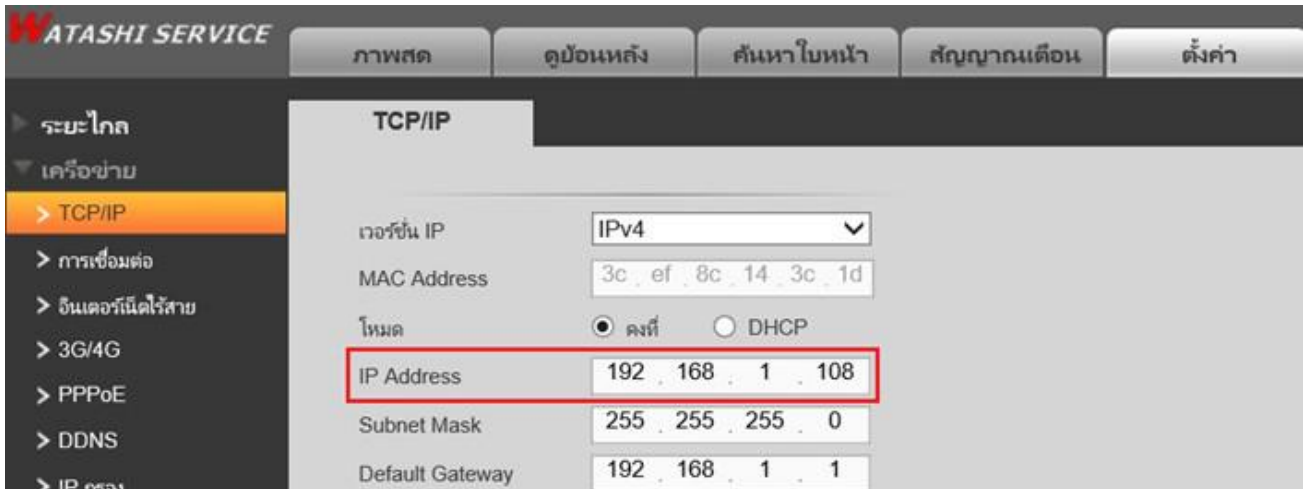 WATASHI SERVICE
ภาพสด ดูย้อนหลัง ค้นหาใบหน้า สัญญาณเตือน ตั้งค่า
ระยะไกล
TCP/IP
เครือข่าย
TCP/IP
การเชื่อมต่อ
อินเตอร์เน็ตไร้สาย
3G/4G
PPPoE
DDNS
IP กรอง
เวอร์ชั่น IP IPv4
MAC Address 3c . ef . 8c . 14 . 3c . 1d
โหมด คงที่ DHCP
IP Address 192 . 168 . 1 . 108
Subnet Mask 255 . 255 . 255 . 0
Default Gateway 192 . 168 . 1 . 1